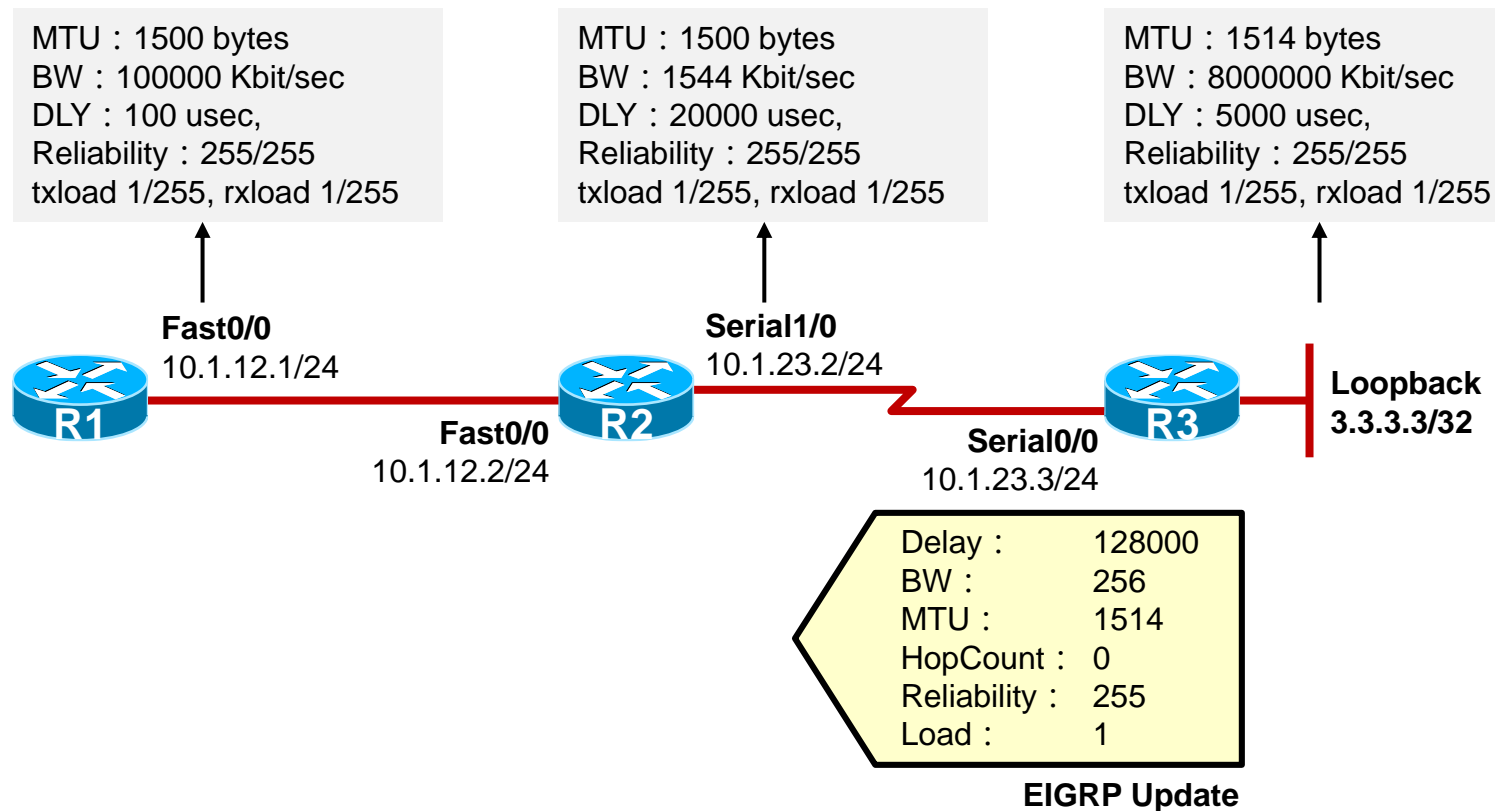 MTU：1500 bytes
BW：100000 Kbit/sec
DLY：100 usec,
Reliability：255/255
txload 1/255, rxload 1/255
MTU：1500 bytes
BW：1544 Kbit/sec
DLY：20000 usec,
Reliability：255/255
txload 1/255, rxload 1/255
MTU：1514 bytes
BW：8000000 Kbit/sec
DLY：5000 usec,
Reliability：255/255
txload 1/255, rxload 1/255
Fast0/0
10.1.12.1/24
R1
Fast0/0
10.1.12.2/24
R2
Serial1/0
10.1.23.2/24
Serial0/0
10.1.23.3/24
R3
Loopback
3.3.3.3/32
Delay： 128000
BW： 256
MTU： 1514
HopCount： 0
Reliability： 255
Load： 1
EIGRP Update